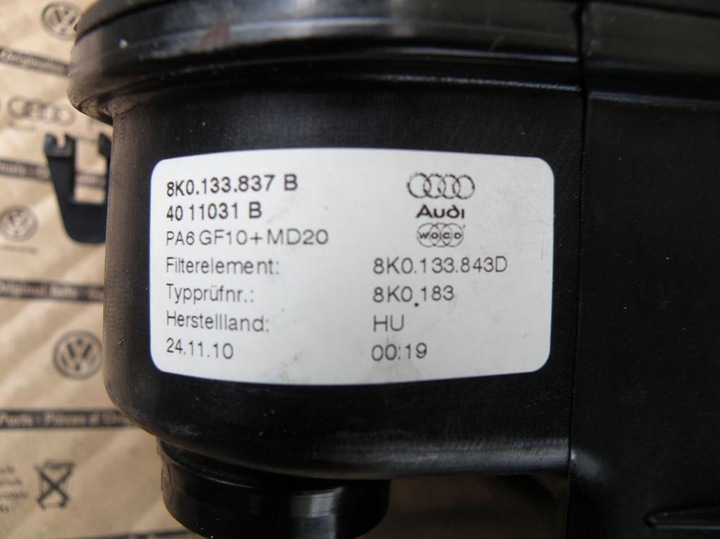 8K0.133.837 B
40 11031 B
Audi
PA6 GF10+MD20
WOCO
Filterelement: 8K0.133.843D
Typprüfnr.: 8K0.183
Herstellland: HU
24.11.10 00:19